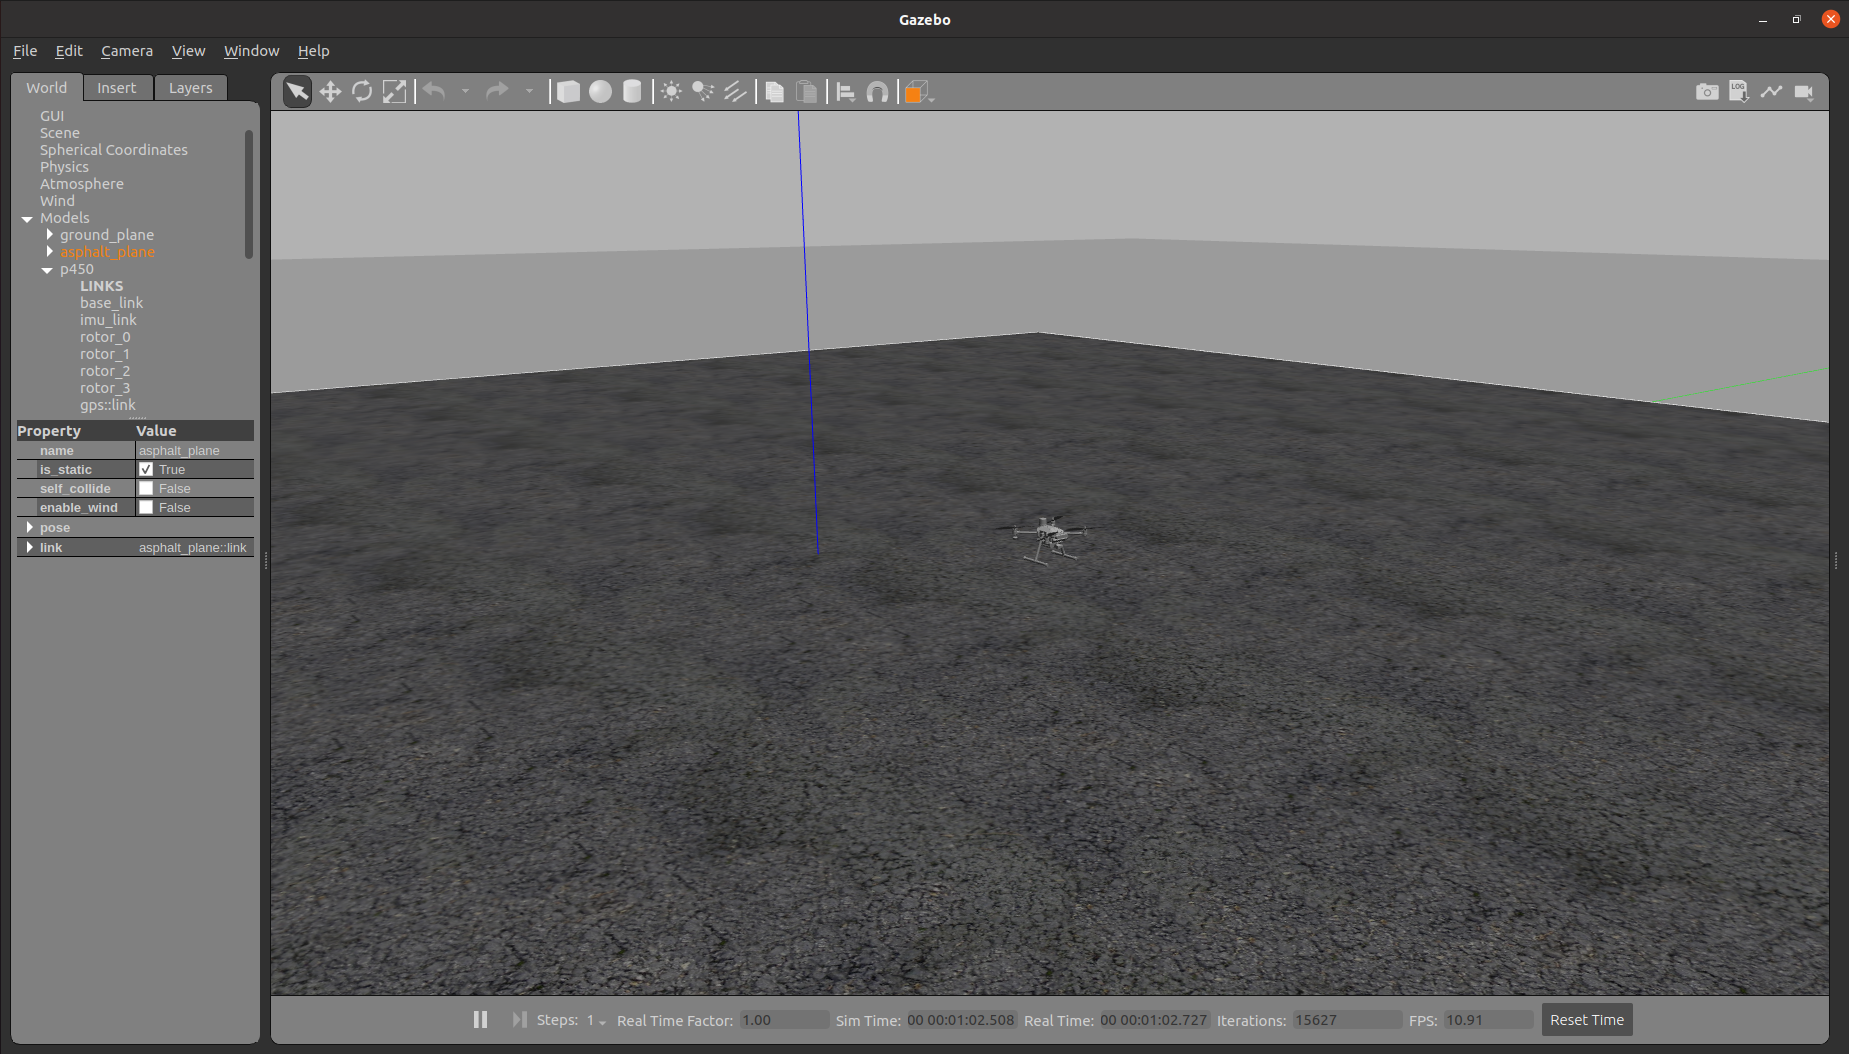 Gazebo
File Edit Camera View Window Help
World Insert Layers
LOG
GUI
Scene
Spherical Coordinates
Physics
Atmosphere
Wind
Models
ground_plane
asphalt_plane
p450
LINKS
base_link
imu_link
rotor_0
rotor_1
rotor_2
rotor_3
gps::link
Property Value
name asphalt_plane
is_static True
self_collide False
enable_wind False
pose
link asphalt_plane::link
Steps: 1 Real Time Factor: 1.00 Sim Time: 00 00:01:02.508 Real Time: 00 00:01:02.727 Iterations: 15627 FPS: 10.91 Reset Time